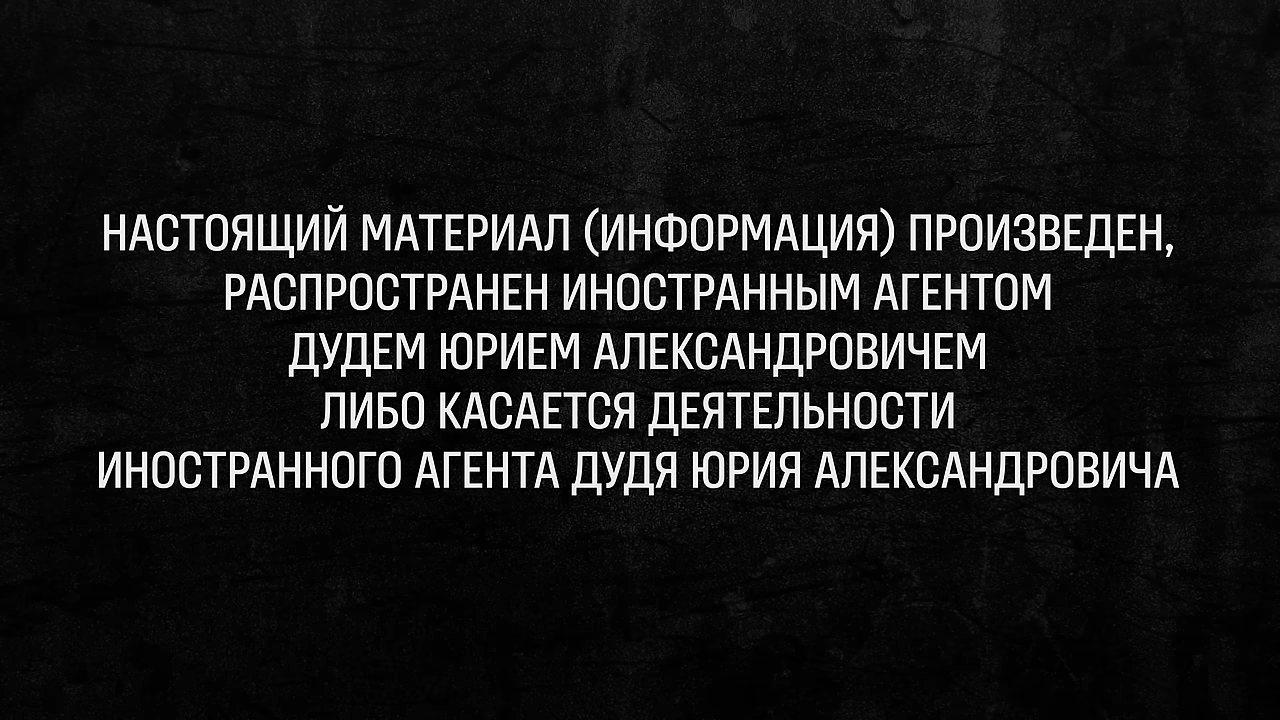 НАСТОЯЩИЙ МАТЕРИАЛ (ИНФОРМАЦИЯ) ПРОИЗВЕДЕН,
РАСПРОСТРАНЕН ИНОСТРАННЫМ АГЕНТОМ
ДУДЕМ ЮРИЕМ АЛЕКСАНДРОВИЧЕМ
ЛИБО КАСАЕТСЯ ДЕЯТЕЛЬНОСТИ
ИНОСТРАННОГО АГЕНТА ДУДЯ ЮРИЯ АЛЕКСАНДРОВИЧА